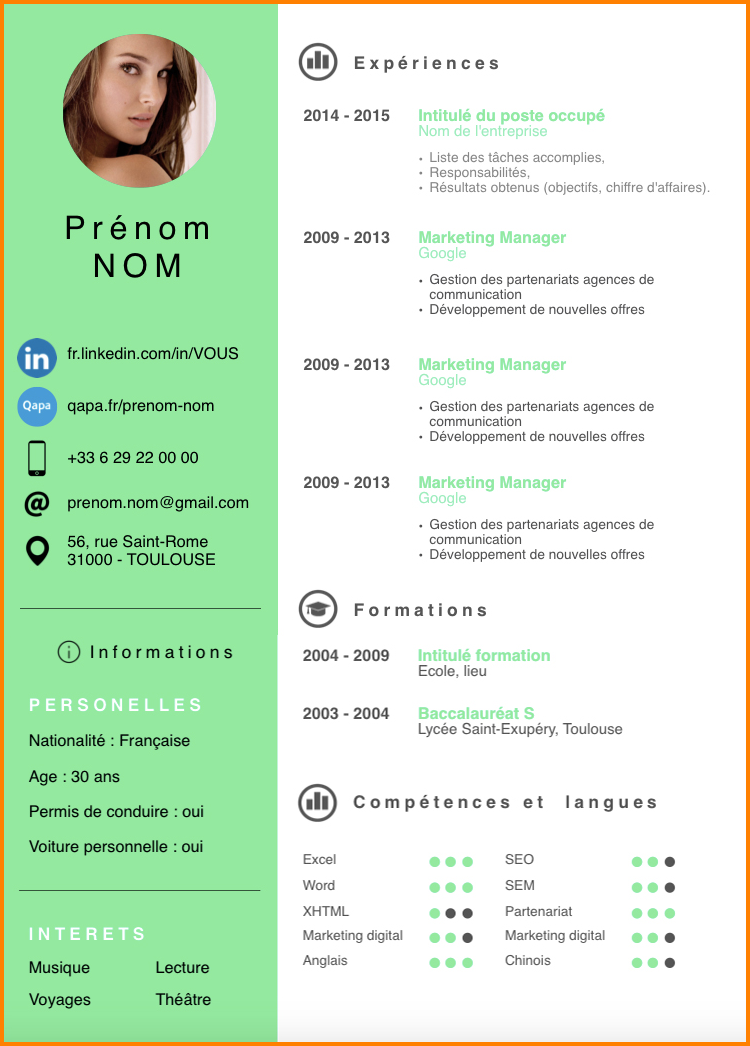 Prénom
NOM
in
fr.linkedin.com/in/VOUS
Qapa
qapa.fr/prenom-nom
+33 6 29 22 00 00
@
prenom.nom@gmail.com
56, rue Saint-Rome
31000 - TOULOUSE
i Informations
PERSONELLES
Nationalité : Française
Age : 30 ans
Permis de conduire : oui
Voiture personnelle : oui
INTERETS
Musique Lecture
Voyages Théâtre
Expériences
2014 - 2015 Intitulé du poste occupé
Nom de l'entreprise
• Liste des tâches accomplies,
• Responsabilités,
• Résultats obtenus (objectifs, chiffre d'affaires).
2009 - 2013 Marketing Manager
Google
• Gestion des partenariats agences de
communication
• Développement de nouvelles offres
2009 - 2013 Marketing Manager
Google
• Gestion des partenariats agences de
communication
• Développement de nouvelles offres
2009 - 2013 Marketing Manager
Google
• Gestion des partenariats agences de
communication
• Développement de nouvelles offres
Formations
2004 - 2009 Intitulé formation
Ecole, lieu
2003 - 2004 Baccalauréat S
Lycée Saint-Exupéry, Toulouse
Compétences et langues
Excel SEO
Word SEM
XHTML Partenariat
Marketing digital Marketing digital
Anglais Chinois